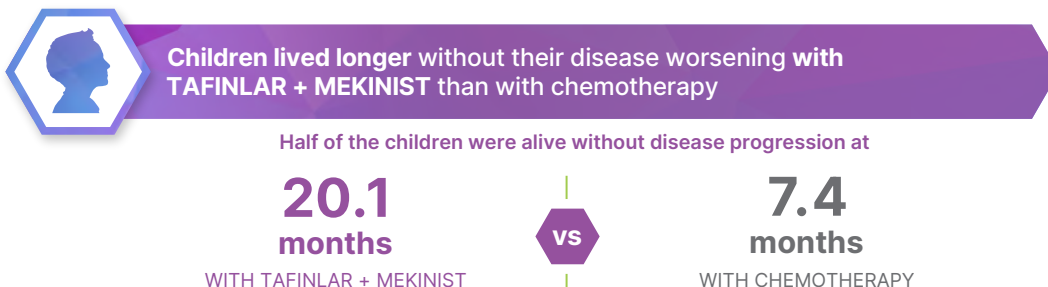 Children lived longer without their disease worsening with
TAFINLAR + MEKINIST than with chemotherapy
Half of the children were alive without disease progression at
20.1
months
WITH TAFINLAR + MEKINIST
vs
7.4
months
WITH CHEMOTHERAPY